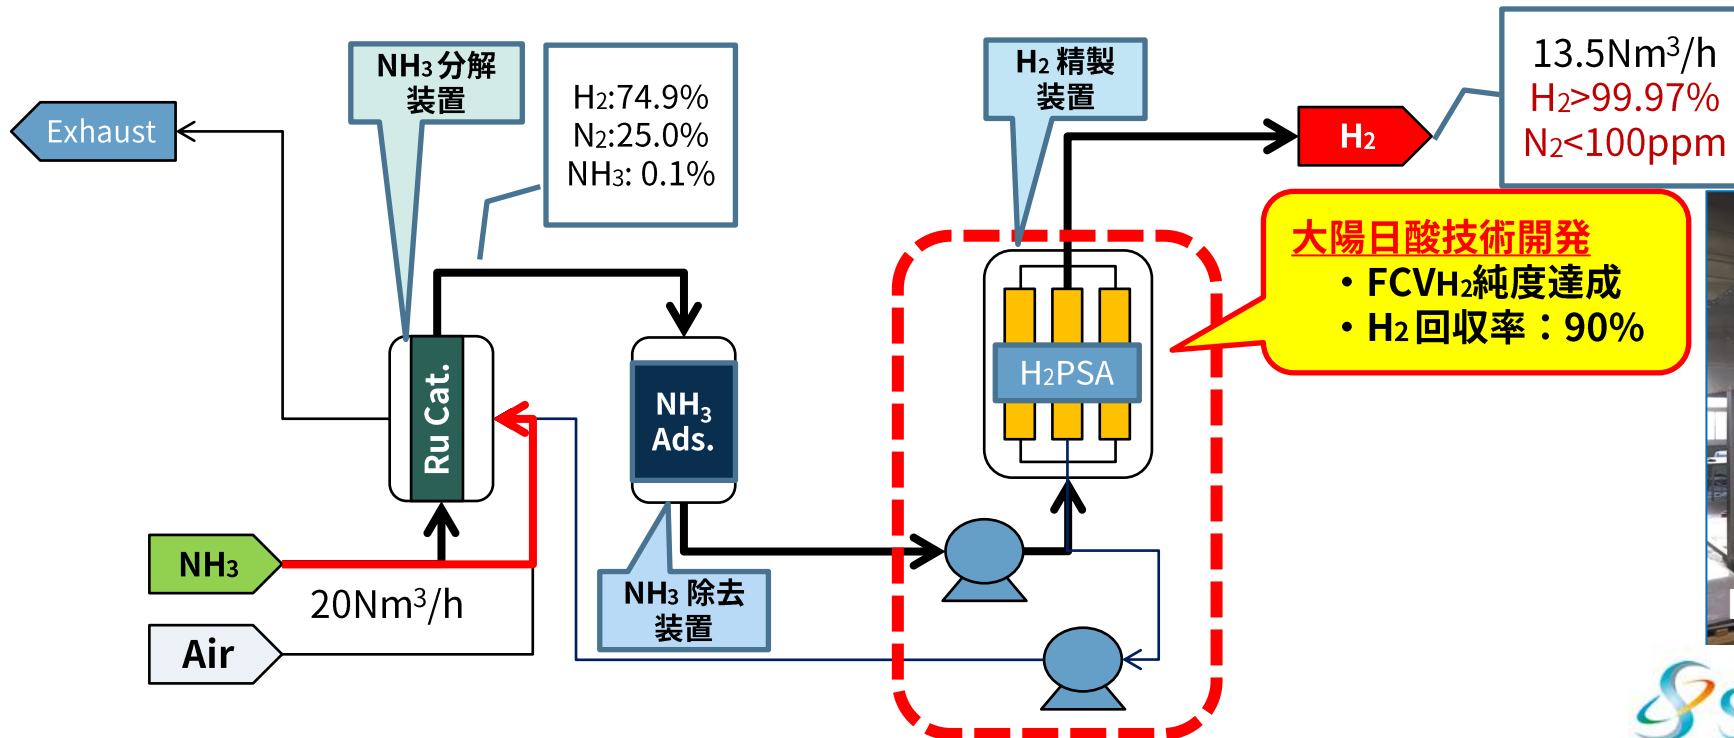 NH3 分解
装置
H2:74.9%
N2:25.0%
NH3: 0.1%
H2 精製
装置
13.5Nm3/h
H2>99.97%
N2<100ppm
Exhaust
H2
大陽日酸技術開発
・FCVH2純度達成
・H2 回収率：90%
Ru Cat.
NH3
Ads.
H2PSA
NH3
20Nm3/h
NH3 除去
装置
Air